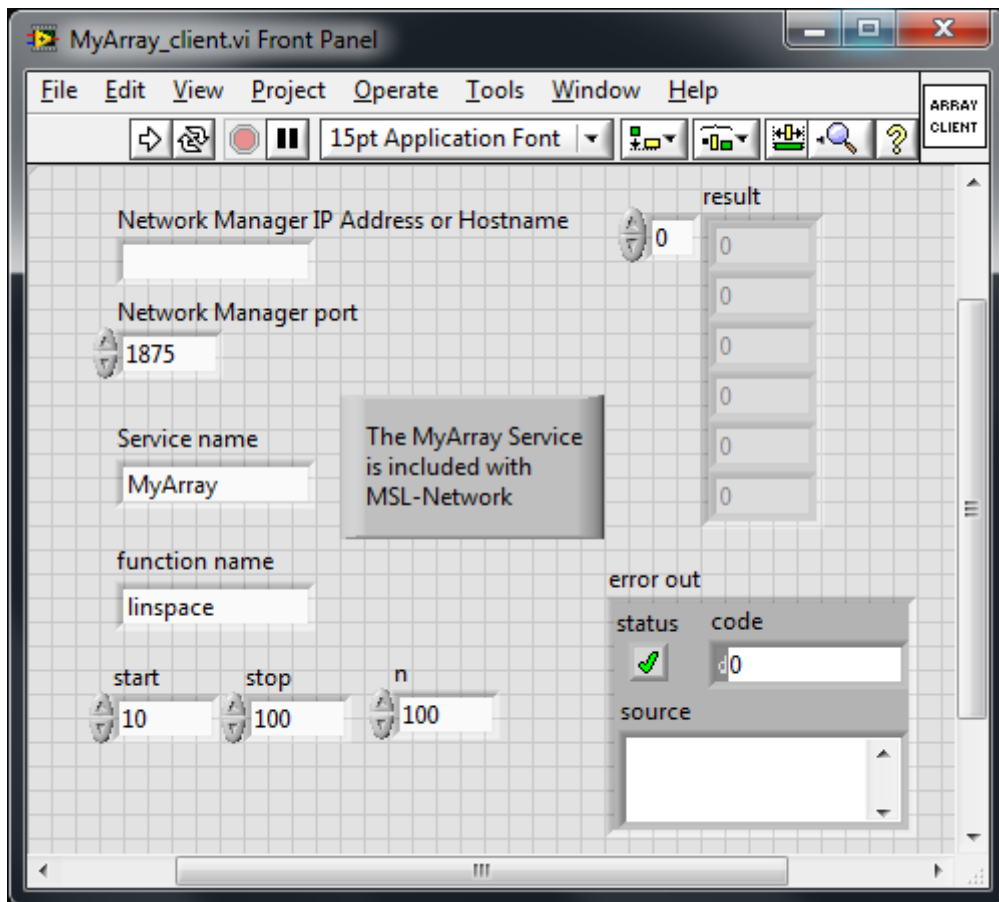 MyArray_client.vi Front Panel
File Edit View Project Operate Tools Window Help
ARRAY
CLIENT
15pt Application Font
?
Network Manager IP Address or Hostname
Network Manager port
1875
Service name
MyArray
The MyArray Service
is included with
MSL-Network
function name
linspace
start
10
stop
100
n
100
result
0
0
0
0
0
0
0
error out
status
code
d0
source